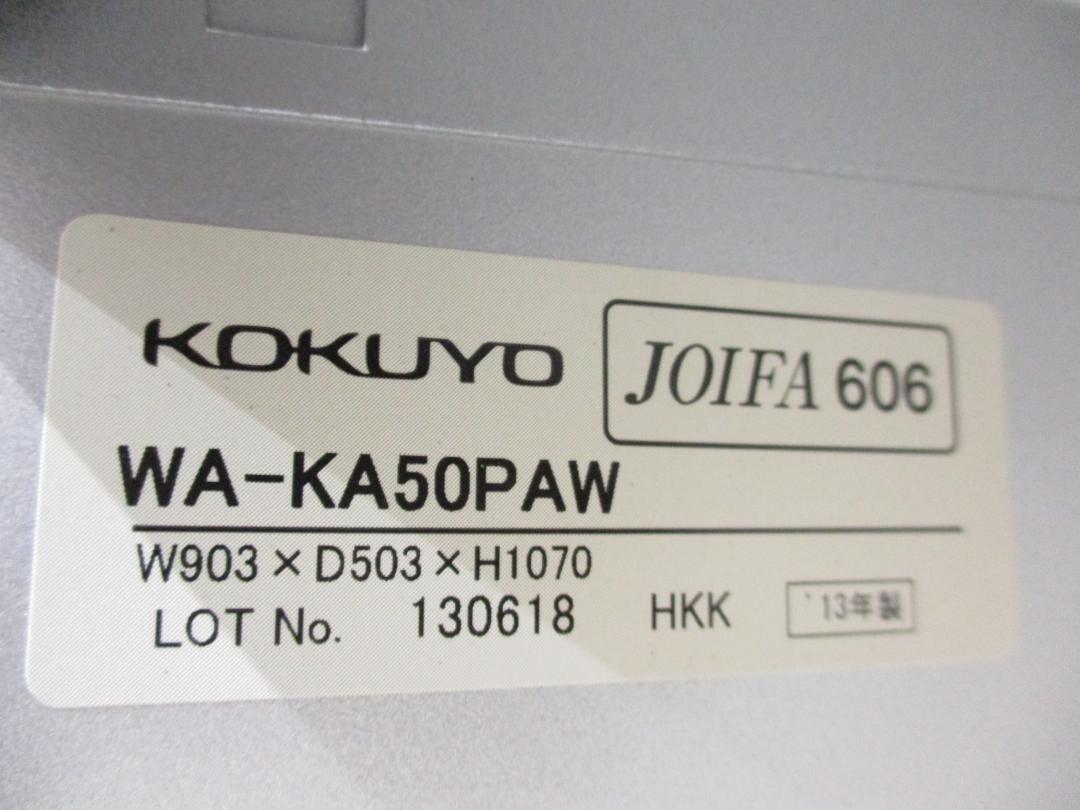 KOKUYO JOIFA 606
WA-KA50PAW
W903×D503×H1070
LOT No. 130618 HKK '13年製